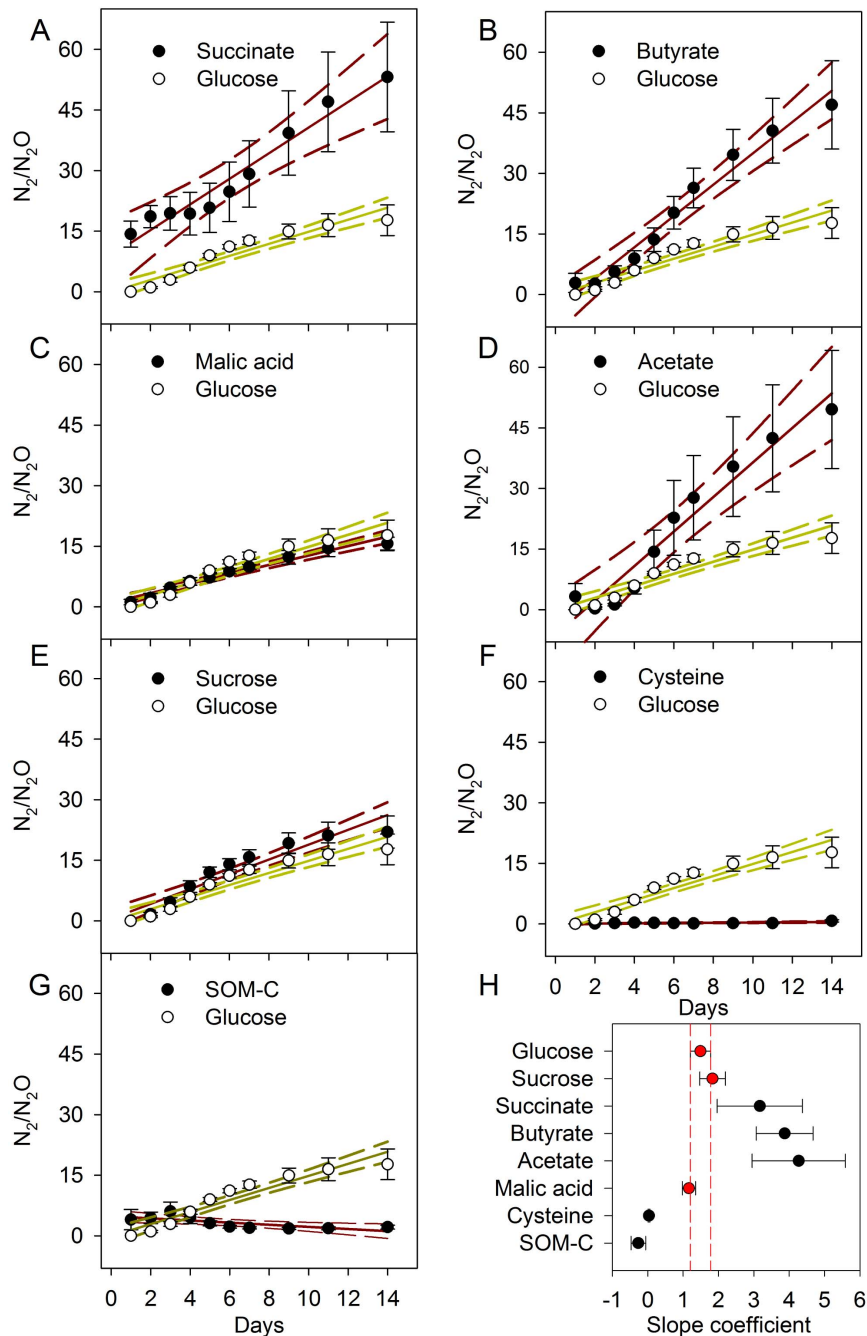 A
Succinate
Glucose
N₂/N₂O
60
45
30
15
0
B
Butyrate
Glucose
N₂/N₂O
60
45
30
15
0
C
Malic acid
Glucose
N₂/N₂O
60
45
30
15
0
D
Acetate
Glucose
N₂/N₂O
60
45
30
15
0
E
Sucrose
Glucose
N₂/N₂O
60
45
30
15
0
F
Cysteine
Glucose
N₂/N₂O
60
45
30
15
0
0 2 4 6 8 10 12 14
Days
G
SOM-C
Glucose
N₂/N₂O
60
45
30
15
0
0 2 4 6 8 10 12 14
Days
H
Glucose
Sucrose
Succinate
Butyrate
Acetate
Malic acid
Cysteine
SOM-C
-1 0 1 2 3 4 5 6
Slope coefficient